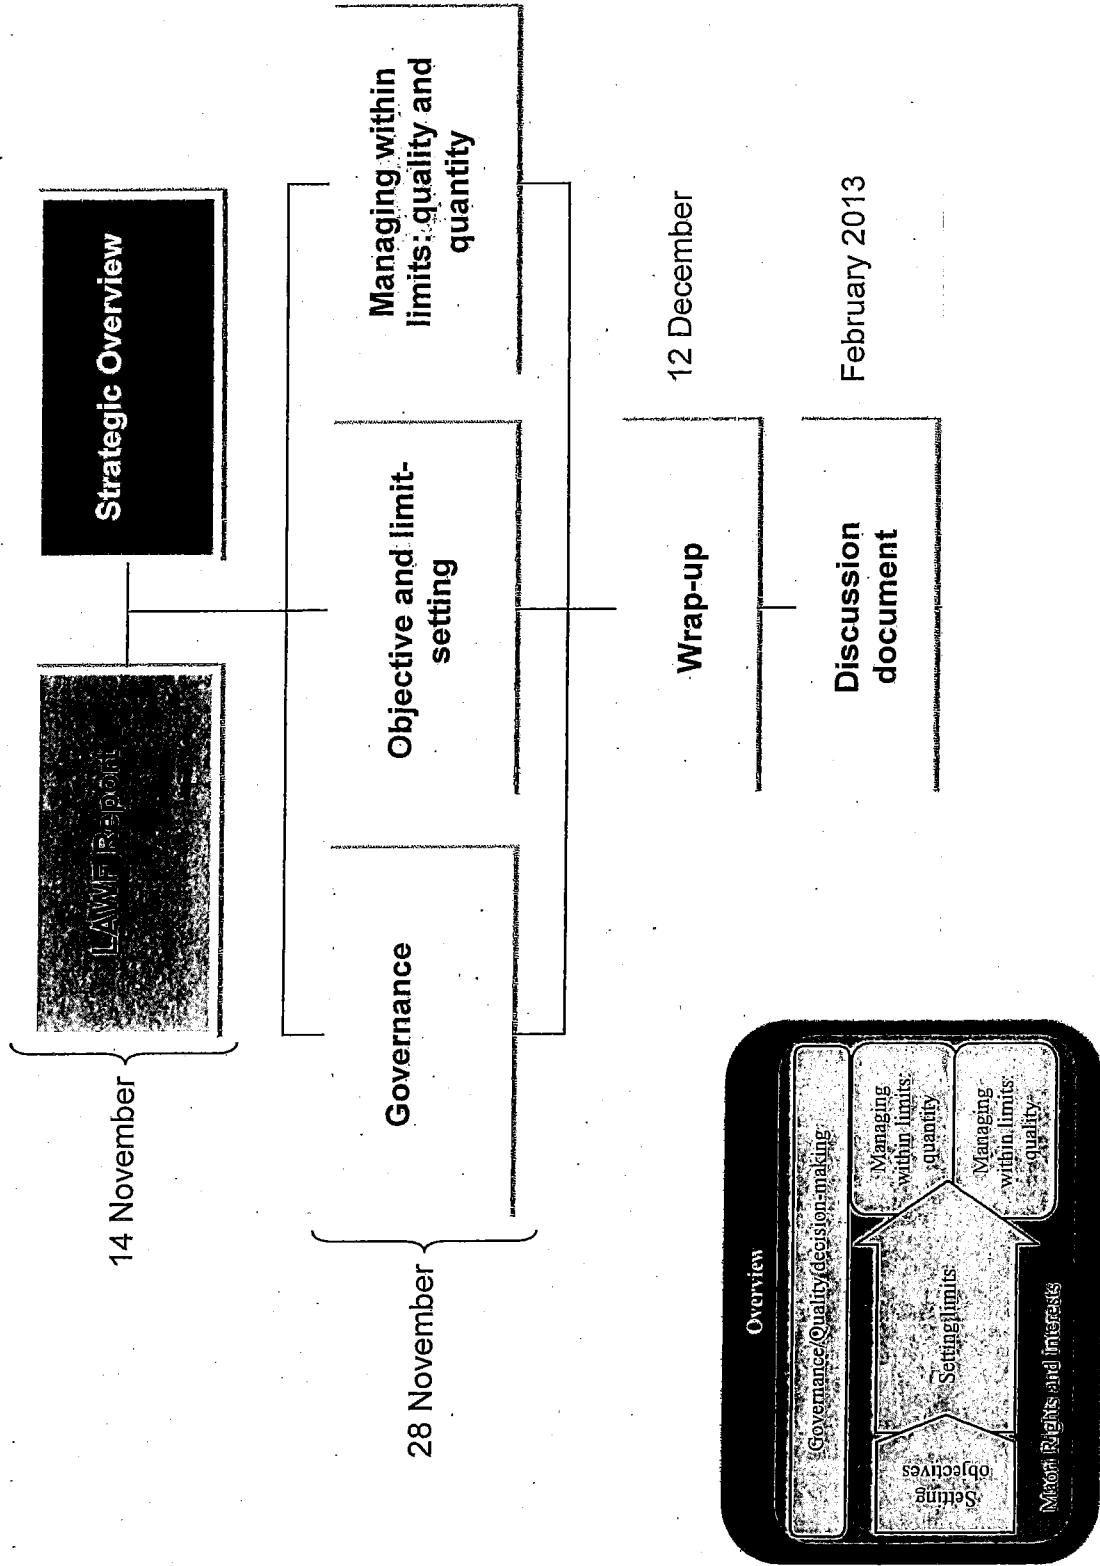 14 November
LAWF Report
Strategic Overview
28 November
Governance
Objective and limit-
setting
Managing within
limits: quality and
quantity
Wrap-up
12 December
Discussion
document
February 2013
Overview
Governance/Quality/decision-making
Setting
objectives
Setting limits
Managing
within limits:
quantity
Managing
within limits:
quality
Maori Rights and Interests